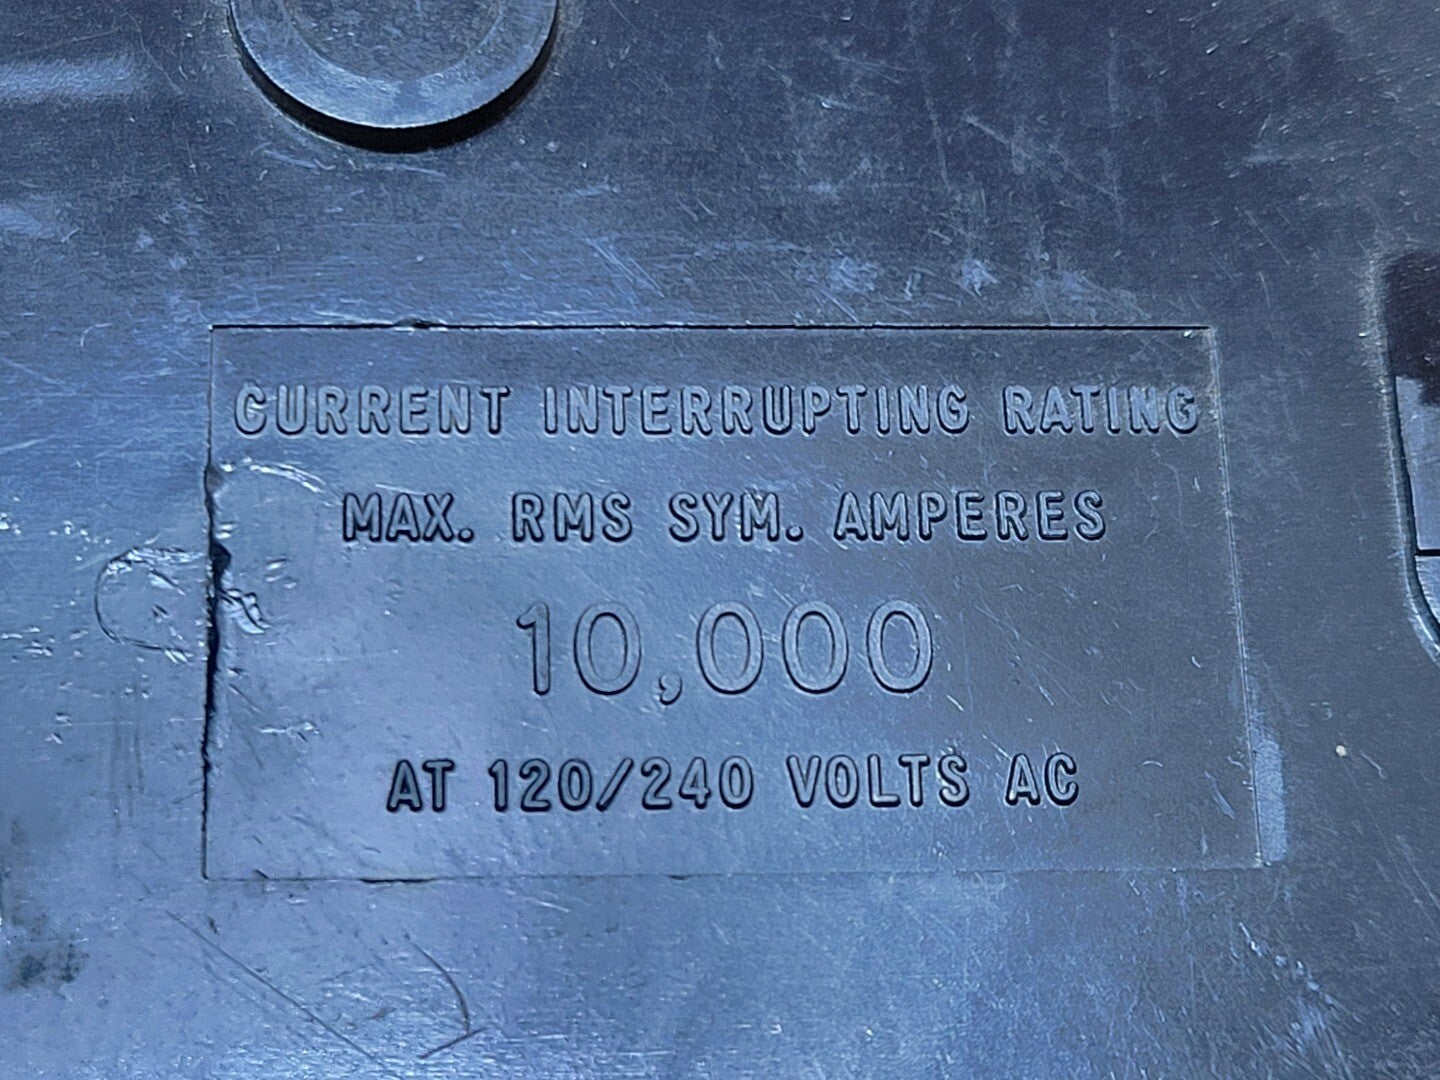 CURRENT INTERRUPTING RATING
MAX. RMS SYM. AMPERES
10,000
AT 120/240 VOLTS AC